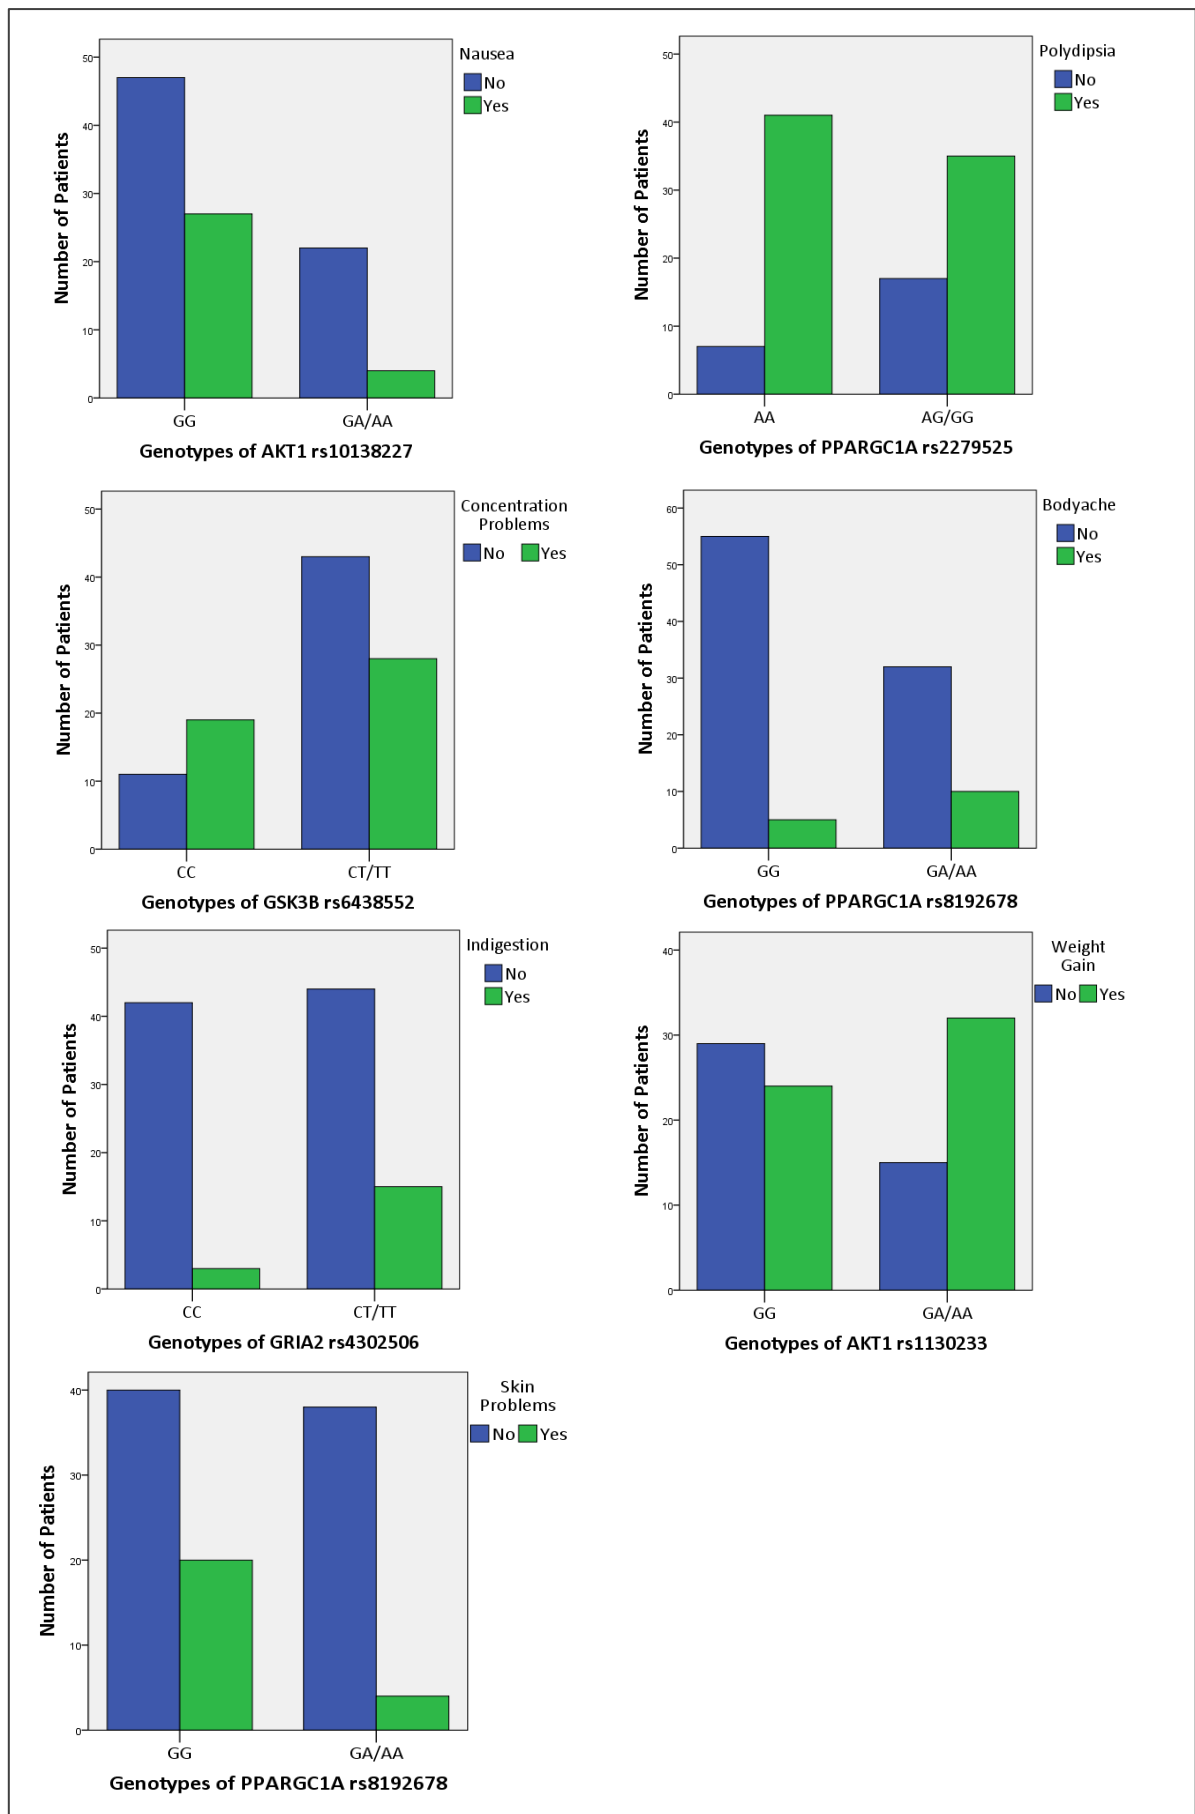 Nausea
No
Yes
50
40
30
20
10
0
Number of Patients
GG
GA/AA
Genotypes of AKT1 rs10138227
Polydipsia
No
Yes
50
40
30
20
10
0
Number of Patients
AA
AG/GG
Genotypes of PPARGC1A rs2279525
Concentration
Problems
No Yes
50
40
30
20
10
0
Number of Patients
CC
CT/TT
Genotypes of GSK3B rs6438552
Bodyache
No
Yes
60
50
40
30
20
10
0
Number of Patients
GG
GA/AA
Genotypes of PPARGC1A rs8192678
Indigestion
No
Yes
50
40
30
20
10
0
Number of Patients
CC
CT/TT
Genotypes of GRIA2 rs4302506
Weight
Gain
No Yes
40
30
20
10
0
Number of Patients
GG
GA/AA
Genotypes of AKT1 rs1130233
Skin
Problems
No Yes
40
30
20
10
0
Number of Patients
GG
GA/AA
Genotypes of PPARGC1A rs8192678